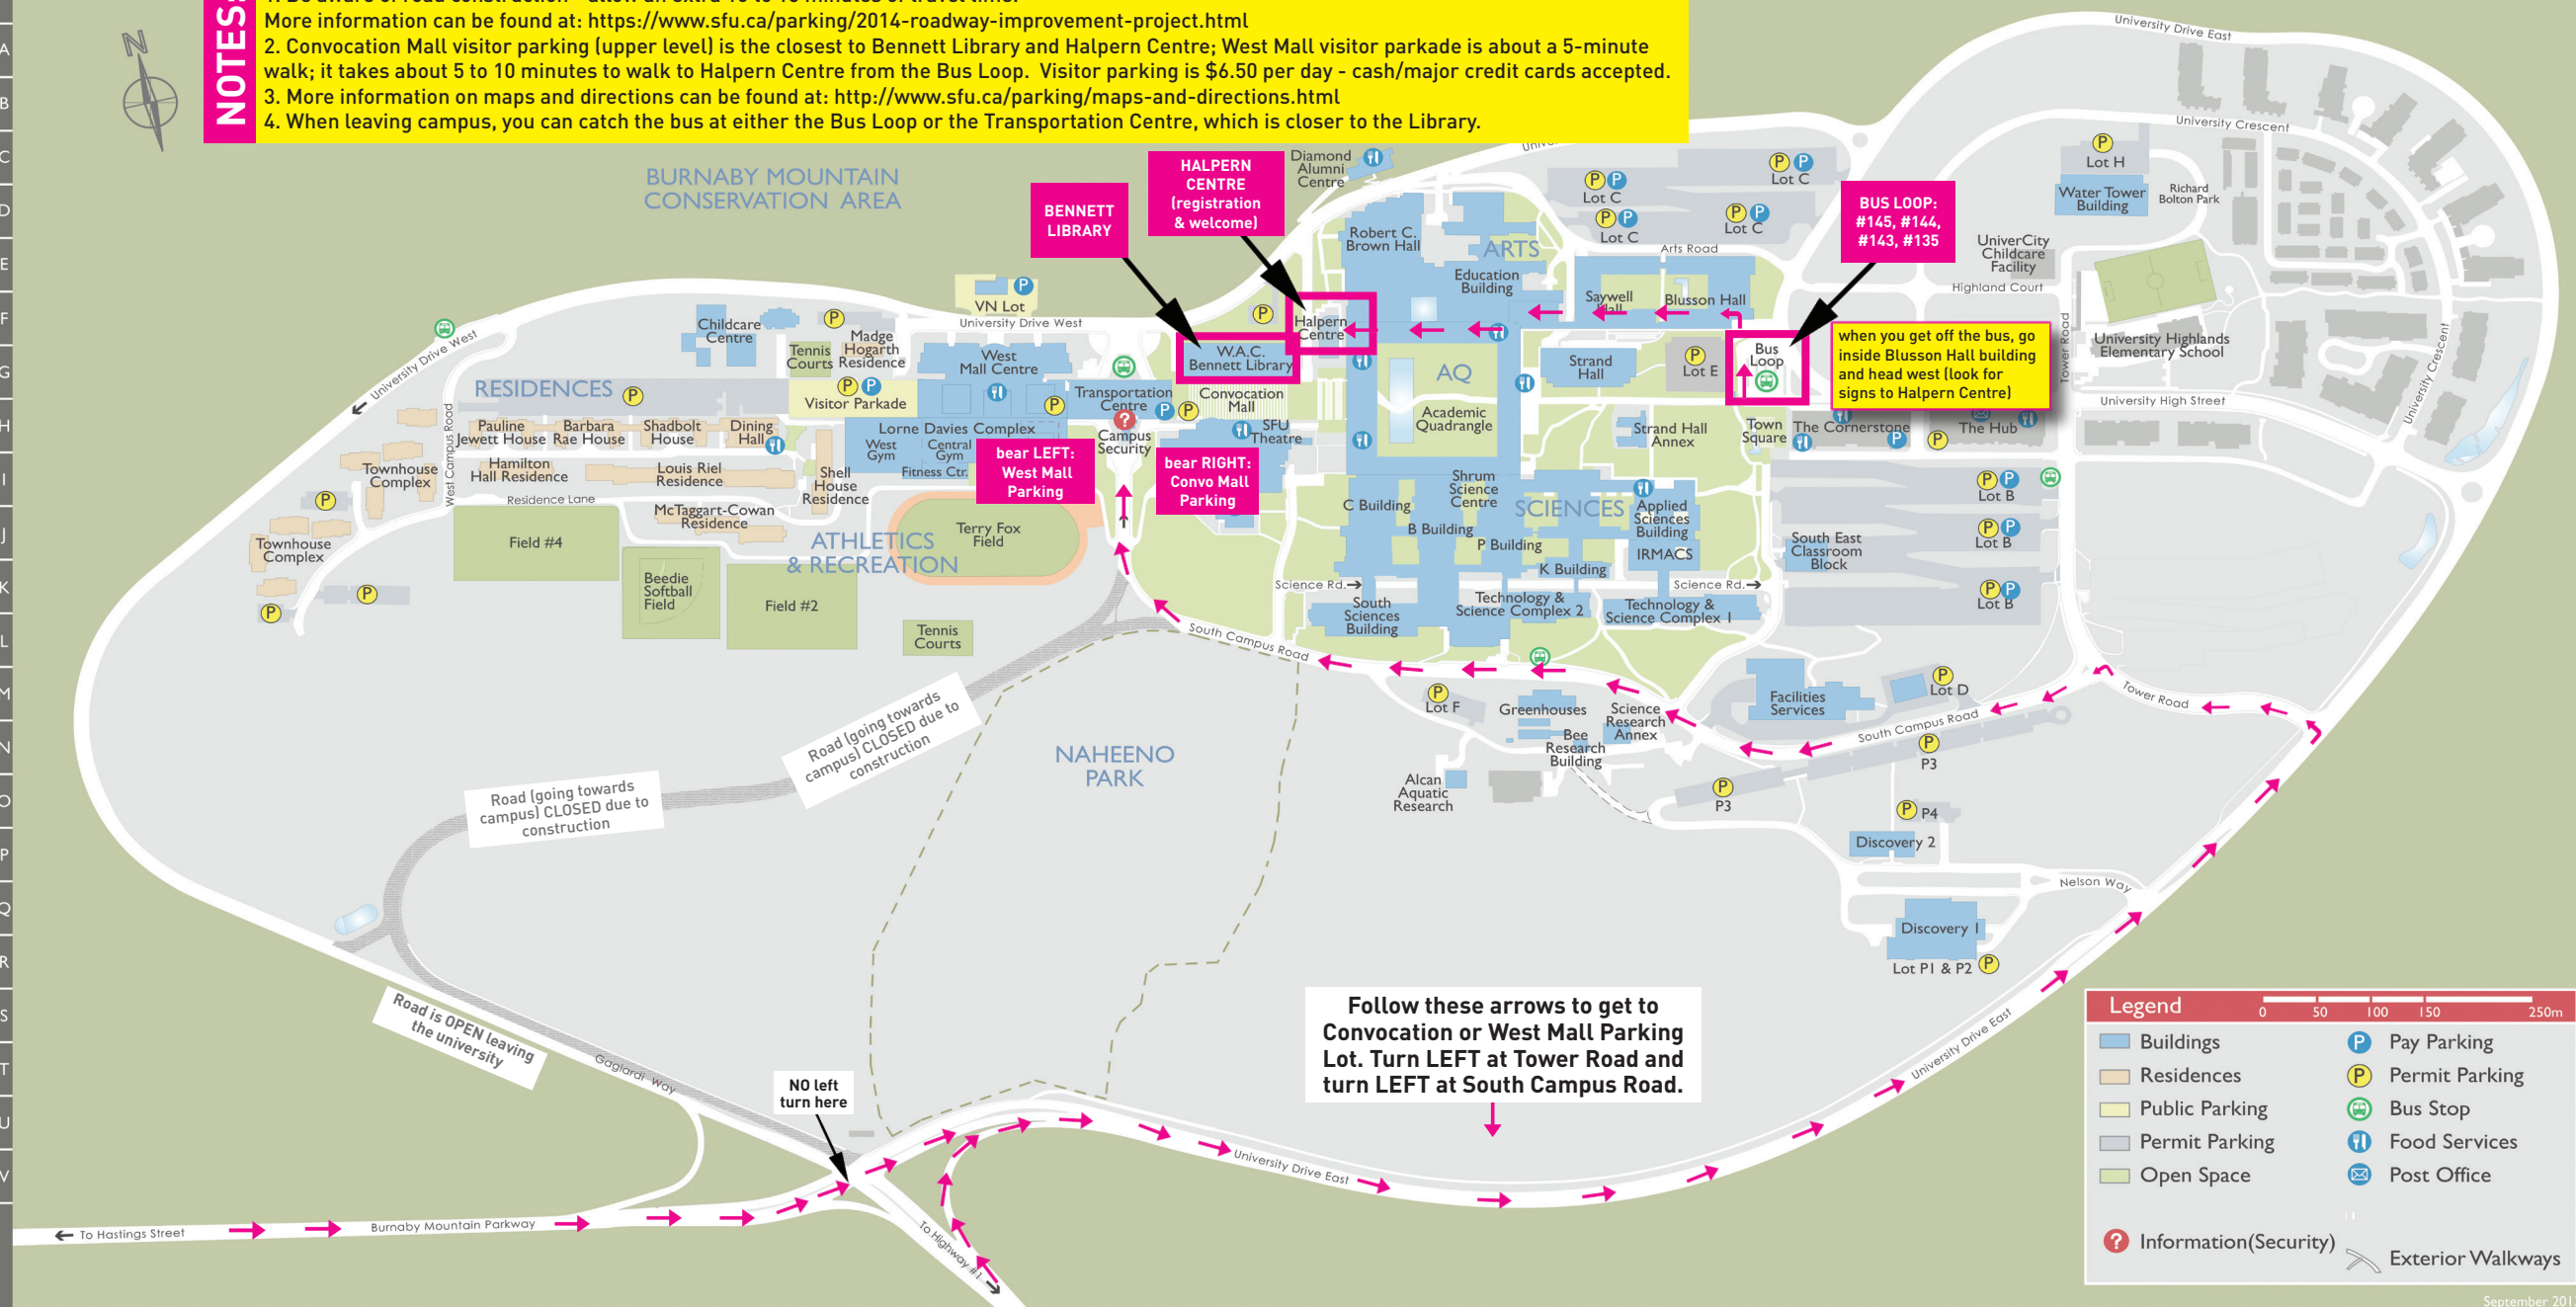 NOTES:
More information can be found at: https://www.sfu.ca/parking/2014-roadway-improvement-project.html
2. Convocation Mall visitor parking (upper level) is the closest to Bennett Library and Halpern Centre; West Mall visitor parkade is about a 5-minute
walk; it takes about 5 to 10 minutes to walk to Halpern Centre from the Bus Loop.  Visitor parking is $6.50 per day - cash/major credit cards accepted.
3. More information on maps and directions can be found at: http://www.sfu.ca/parking/maps-and-directions.html
4. When leaving campus, you can catch the bus at either the Bus Loop or the Transportation Centre, which is closer to the Library.
N
A
B
C
D
E
F
G
H
I
J
K
L
M
N
O
P
Q
R
S
T
U
V
BURNABY MOUNTAIN
CONSERVATION AREA
BENNETT
LIBRARY
HALPERN
CENTRE
(registration
& welcome)
Diamond
Alumni
Centre
University Drive East
University Crescent
P
Lot H
Water Tower
Building
Richard
Bolton Park
P P
Lot C
P P
Lot C
P P
Lot C
P P
Lot C
BUS LOOP:
#145, #144,
#143, #135
Robert C.
Brown Hall
ARTS
Arts Road
Education
Building
Saywell
Hall
Blusson Hall
UniverCity
Childcare
Facility
Highland Court
P
VN Lot
University Drive West
University Drive West
Childcare
Centre
P
Madge
Hogarth
Residence
Tennis
Courts
West
Mall Centre
P
Halpern
Centre
W.A.C.
Bennett Library
RESIDENCES
P
P P
Visitor Parkade
Transportation
Centre
P
P P
Convocation
Mall
AQ
Academic
Quadrangle
Strand
Hall
P
Lot E
Bus
Loop
when you get off the bus, go
inside Blusson Hall building
and head west (look for
signs to Halpern Centre)
Tower Road
University Highlands
Elementary School
University Crescent
University High Street
West Campus Road
Pauline
Jewett House
Barbara
Rae House
Shadbolt
House
Dining
Hall
Lorne Davies Complex
West
Gym
Central
Gym
Fitness Ctr.
?
Campus
Security
SFU
Theatre
Strand Hall
Annex
Town
Square
The Cornerstone
P
P
The Hub
Townhouse
Complex
Hamilton
Hall Residence
Louis Riel
Residence
Shell
House
Residence
bear LEFT:
West Mall
Parking
bear RIGHT:
Convo Mall
Parking
Shrum
Science
Centre
C Building
SCIENCES
Applied
Sciences
Building
P P
Lot B
P
Residence Lane
McTaggart-Cowan
Residence
Field #4
Townhouse
Complex
ATHLETICS
& RECREATION
Terry Fox
Field
B Building
P Building
IRMACS
South East
Classroom
Block
P P
Lot B
P
P
Beedie
Softball
Field
Field #2
Tennis
Courts
K Building
Science Rd.
Science Rd.
P P
Lot B
South
Sciences
Building
Technology &
Science Complex 2
Technology &
Science Complex 1
South Campus Road
P
Lot F
Greenhouses
Science
Research
Annex
Bee
Research
Building
Alcan
Aquatic
Research
Facilities
Services
P
Lot D
South Campus Road
Tower Road
P
P3
P
P3
P
P4
Discovery 2
Nelson Way
Discovery 1
Lot P1 & P2
P
Road (going towards
campus) CLOSED due to
construction
Road (going towards
campus) CLOSED due to
construction
NAHEENO
PARK
Road is OPEN leaving
the university
Gaglardi Way
NO left
turn here
Follow these arrows to get to
Convocation or West Mall Parking
Lot. Turn LEFT at Tower Road and
turn LEFT at South Campus Road.
University Drive East
University Drive East
To Hastings Street
Burnaby Mountain Parkway
To Highway #1
Legend
0 50 100 150 250m
Buildings
Residences
Public Parking
Permit Parking
Open Space
P Pay Parking
P Permit Parking
Bus Stop
Food Services
Post Office
? Information(Security)
Exterior Walkways